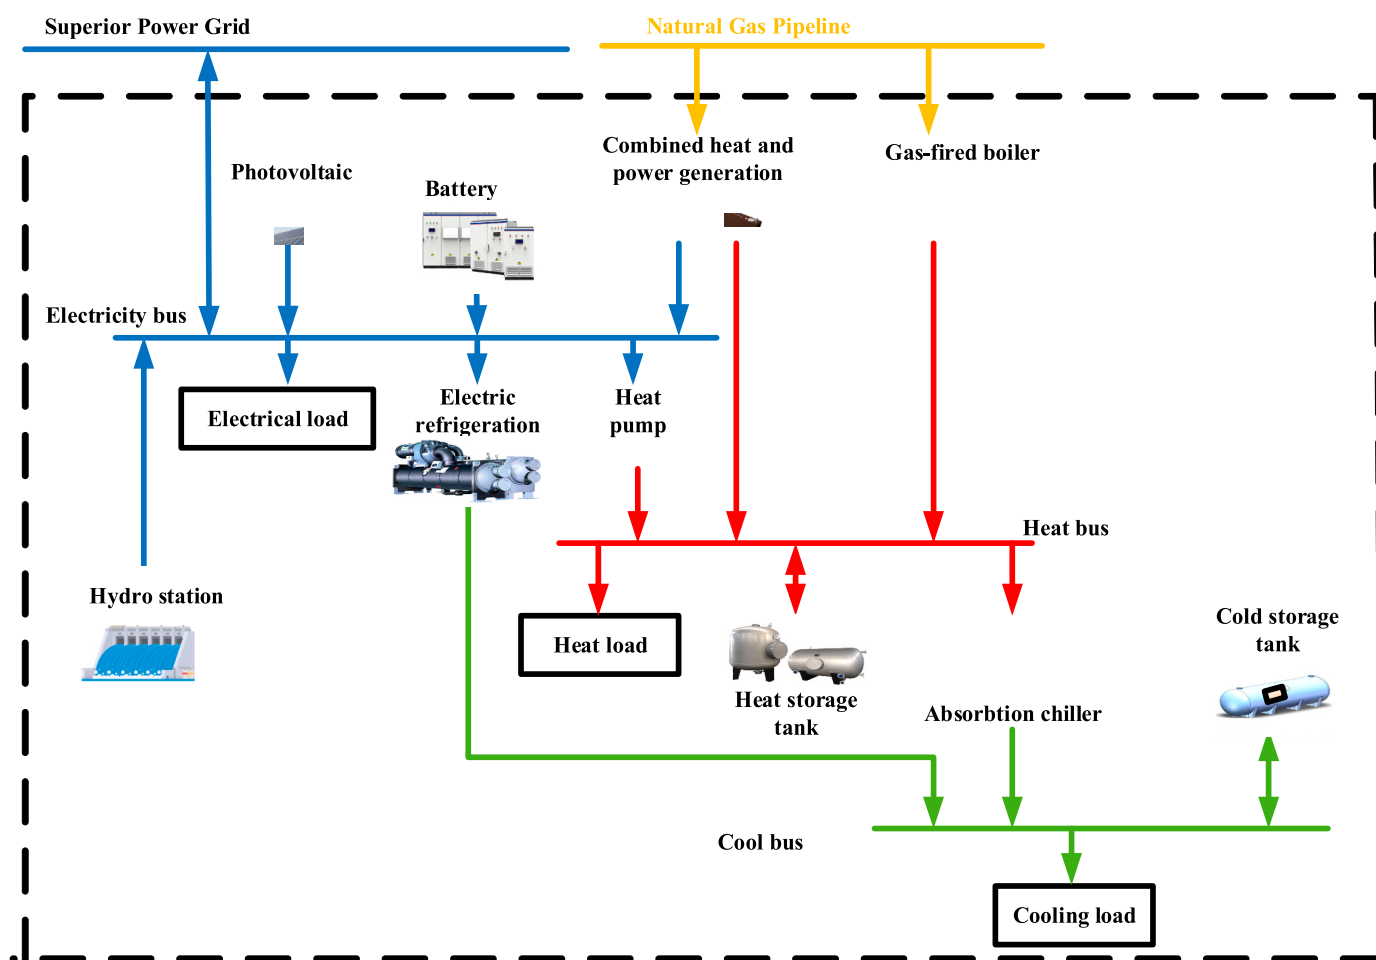 Superior Power Grid
Natural Gas Pipeline
Combined heat and
power generation
Gas-fired boiler
Photovoltaic
Battery
Electricity bus
Electrical load
Electric
refrigeration
Heat
pump
Heat bus
Hydro station
Heat load
Heat storage
tank
Cold storage
tank
Absorbtion chiller
Cool bus
Cooling load